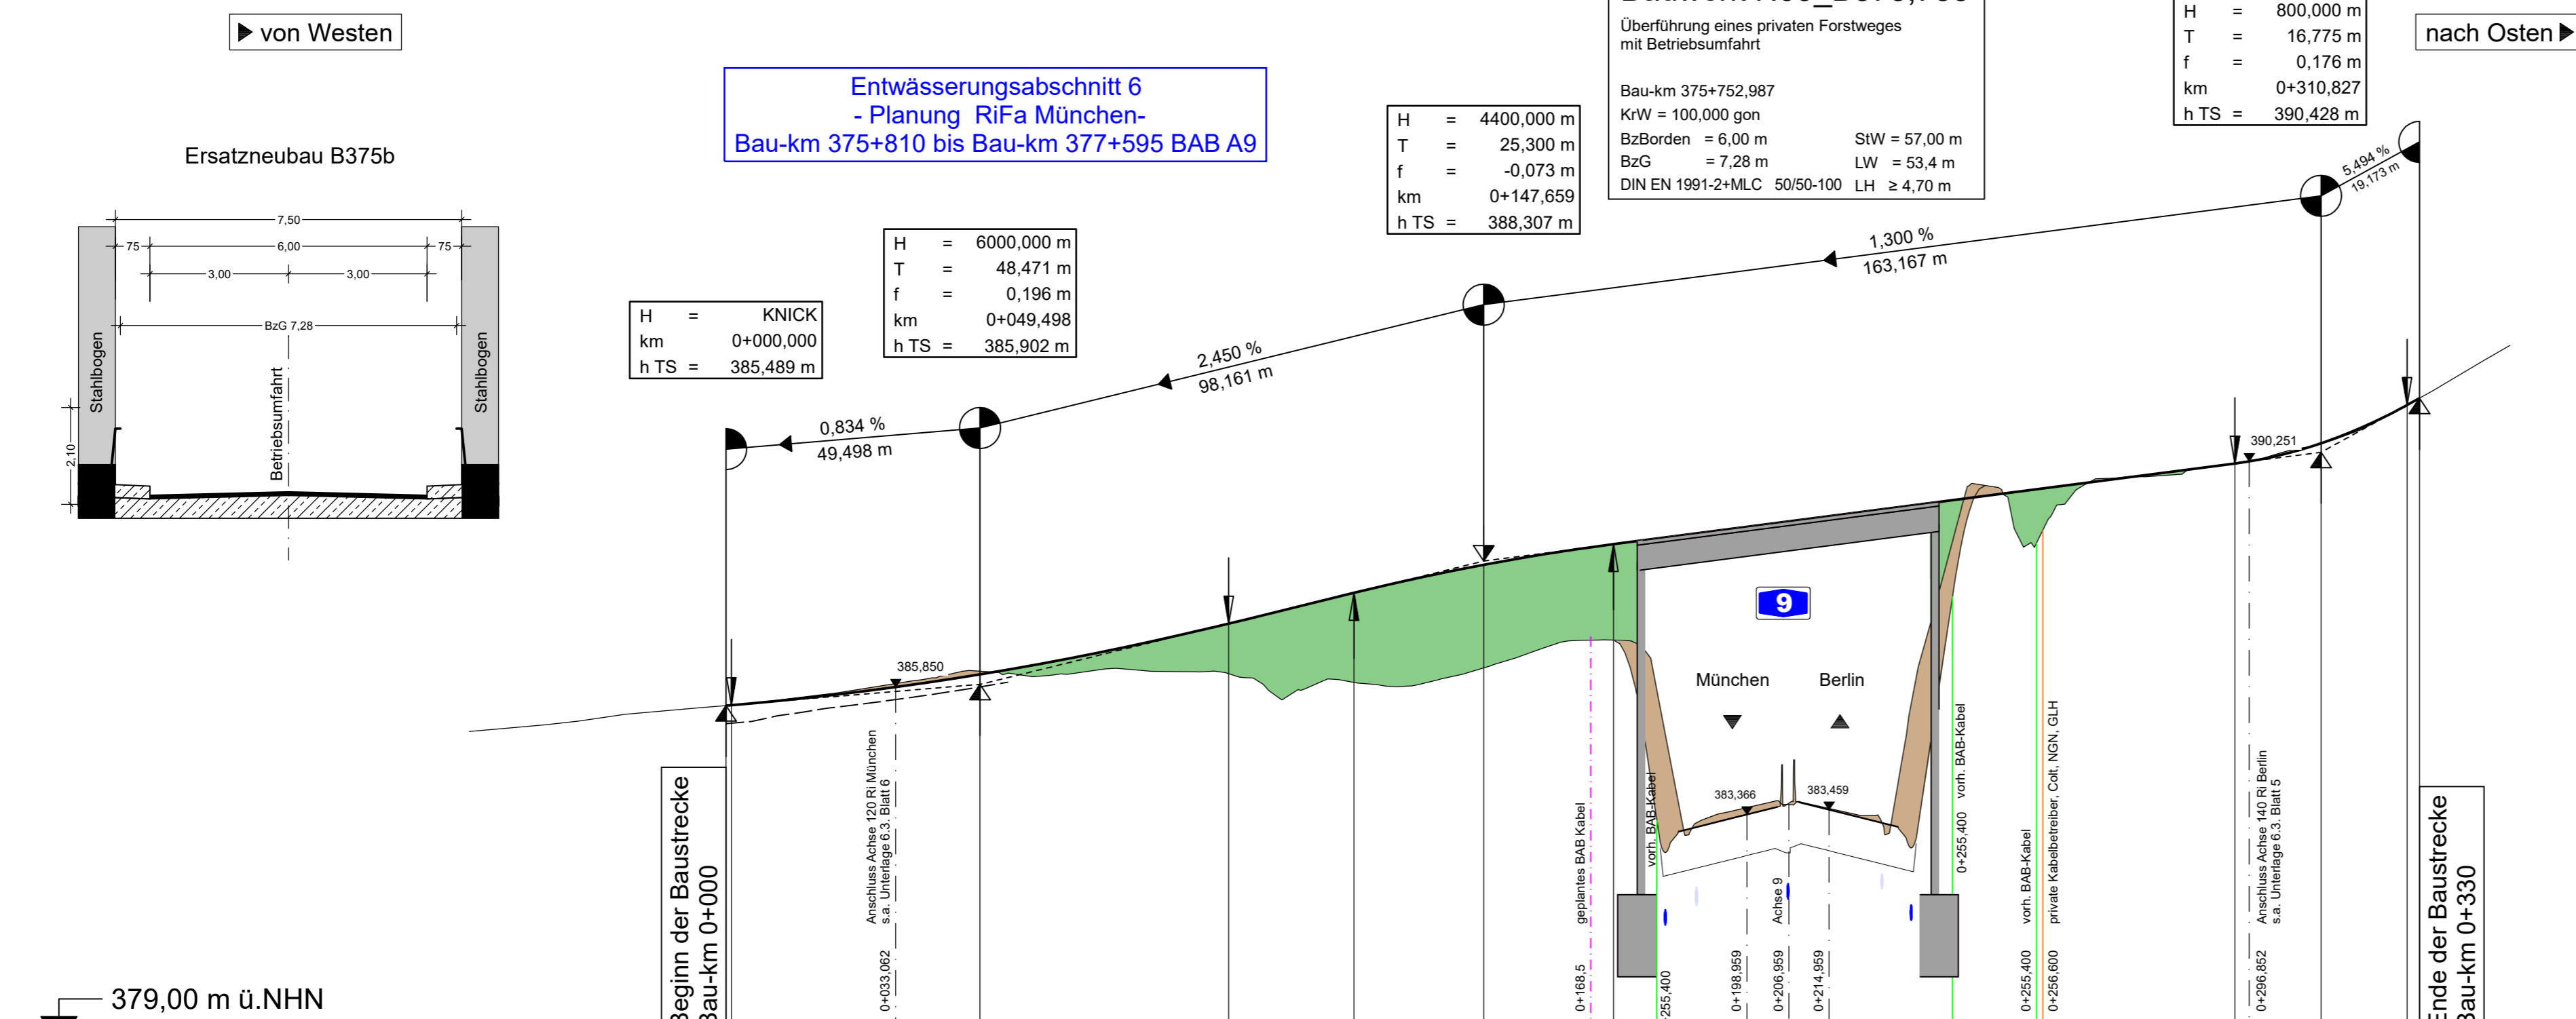 von Westen
nach Osten
Überführung eines privaten Forstweges
mit Betriebsumfahrt
Bau-km 375+752,987
KrW = 100,000 gon
BzBorden = 6,00 m StW = 57,00 m
BzG = 7,28 m LW = 53,4 m
DIN EN 1991-2+MLC 50/50-100 LH ≥ 4,70 m
H = 800,000 m
T = 16,775 m
f = 0,176 m
km 0+310,827
h TS = 390,428 m
Entwässerungsabschnitt 6
- Planung RiFa München-
Bau-km 375+810 bis Bau-km 377+595 BAB A9
H = 4400,000 m
T = 25,300 m
f = -0,073 m
km 0+147,659
h TS = 388,307 m
Ersatzneubau B375b
7,50
75 6,00 75
3,00 3,00
BzG 7,28
Stahlbogen
Stahlbogen
Betriebsumfahrt
2,10
H = 6000,000 m
T = 48,471 m
f = 0,196 m
km 0+049,498
h TS = 385,902 m
H = KNICK
km 0+000,000
h TS = 385,489 m
0,834 %
49,498 m
2,450 %
98,161 m
1,300 %
163,167 m
5,494 %
19,173 m
390,251
385,850
9
München Berlin
383,366
383,459
Beginn der Baustrecke
Bau-km 0+000
0+033,062 Anschluss Achse 120 Ri München
s.a. Unterlage 6.3. Blatt 6
0+168,5 geplantes BAB Kabel
255,400 vorh. BAB-Kabel
0+198,959
0+206,959 Achse 9
0+214,959
0+255,400 vorh. BAB-Kabel
0+255,400 vorh. BAB-Kabel
0+256,600 private Kabelbetreiber, Colt, NGN, GLH
0+296,852 Anschluss Achse 140 Ri Berlin
s.a. Unterlage 6.3. Blatt 5
Ende der Baustrecke
Bau-km 0+330
379,00 m ü.NHN